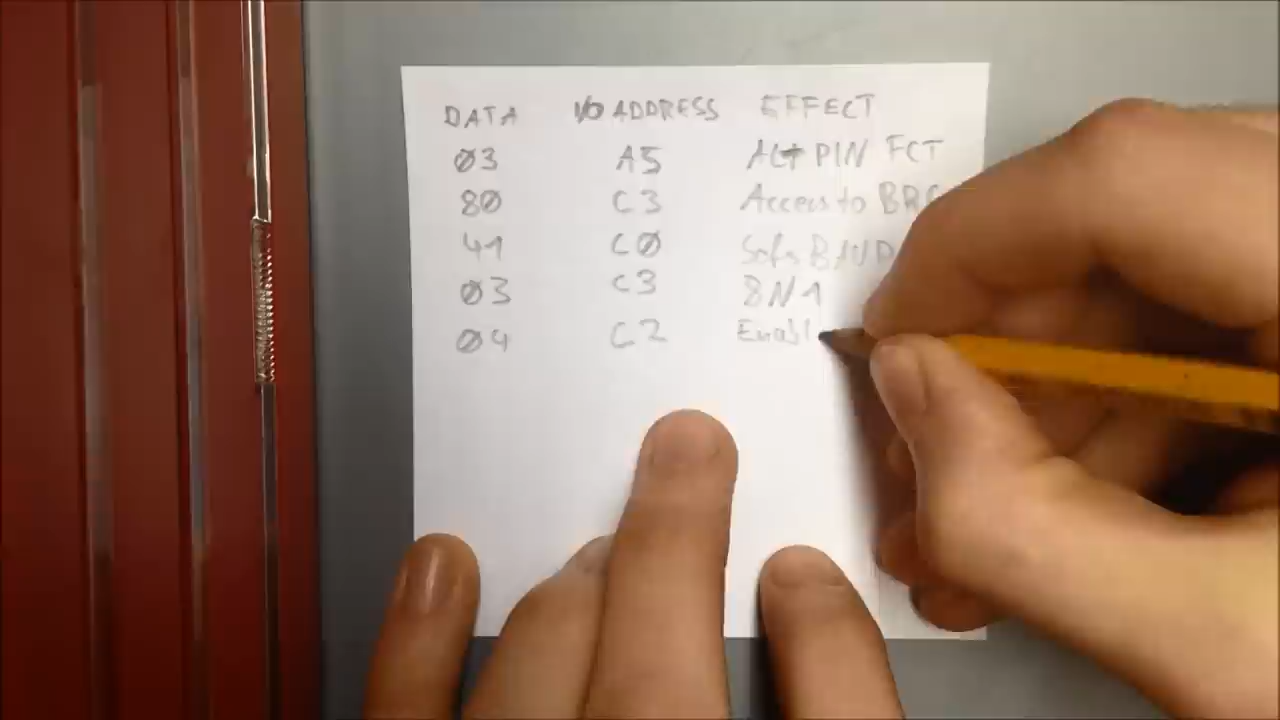 DATA I/O ADDRESS EFFECT
Ø3 A5 ALT PIN FCT
8Ø C3 Access to BRG
41 CØ Sets BAUD
Ø3 C3 8N1
Ø4 C2 Enabl